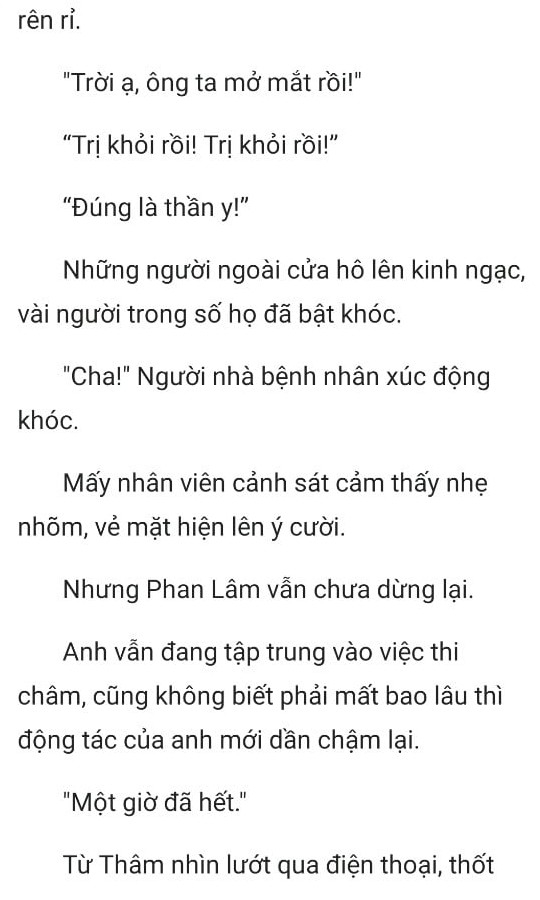 rên rỉ.
"Trời ạ, ông ta mở mắt rồi!"
“Trị khỏi rồi! Trị khỏi rồi!”
“Đúng là thần y!”
Những người ngoài cửa hô lên kinh ngạc,
vài người trong số họ đã bật khóc.
"Cha!" Người nhà bệnh nhân xúc động
khóc.
Mấy nhân viên cảnh sát cảm thấy nhẹ
nhõm, vẻ mặt hiện lên ý cười.
Nhưng Phan Lâm vẫn chưa dừng lại.
Anh vẫn đang tập trung vào việc thi
châm, cũng không biết phải mất bao lâu thì
động tác của anh mới dần chậm lại.
"Một giờ đã hết."
Từ Thâm nhìn lướt qua điện thoại, thốt